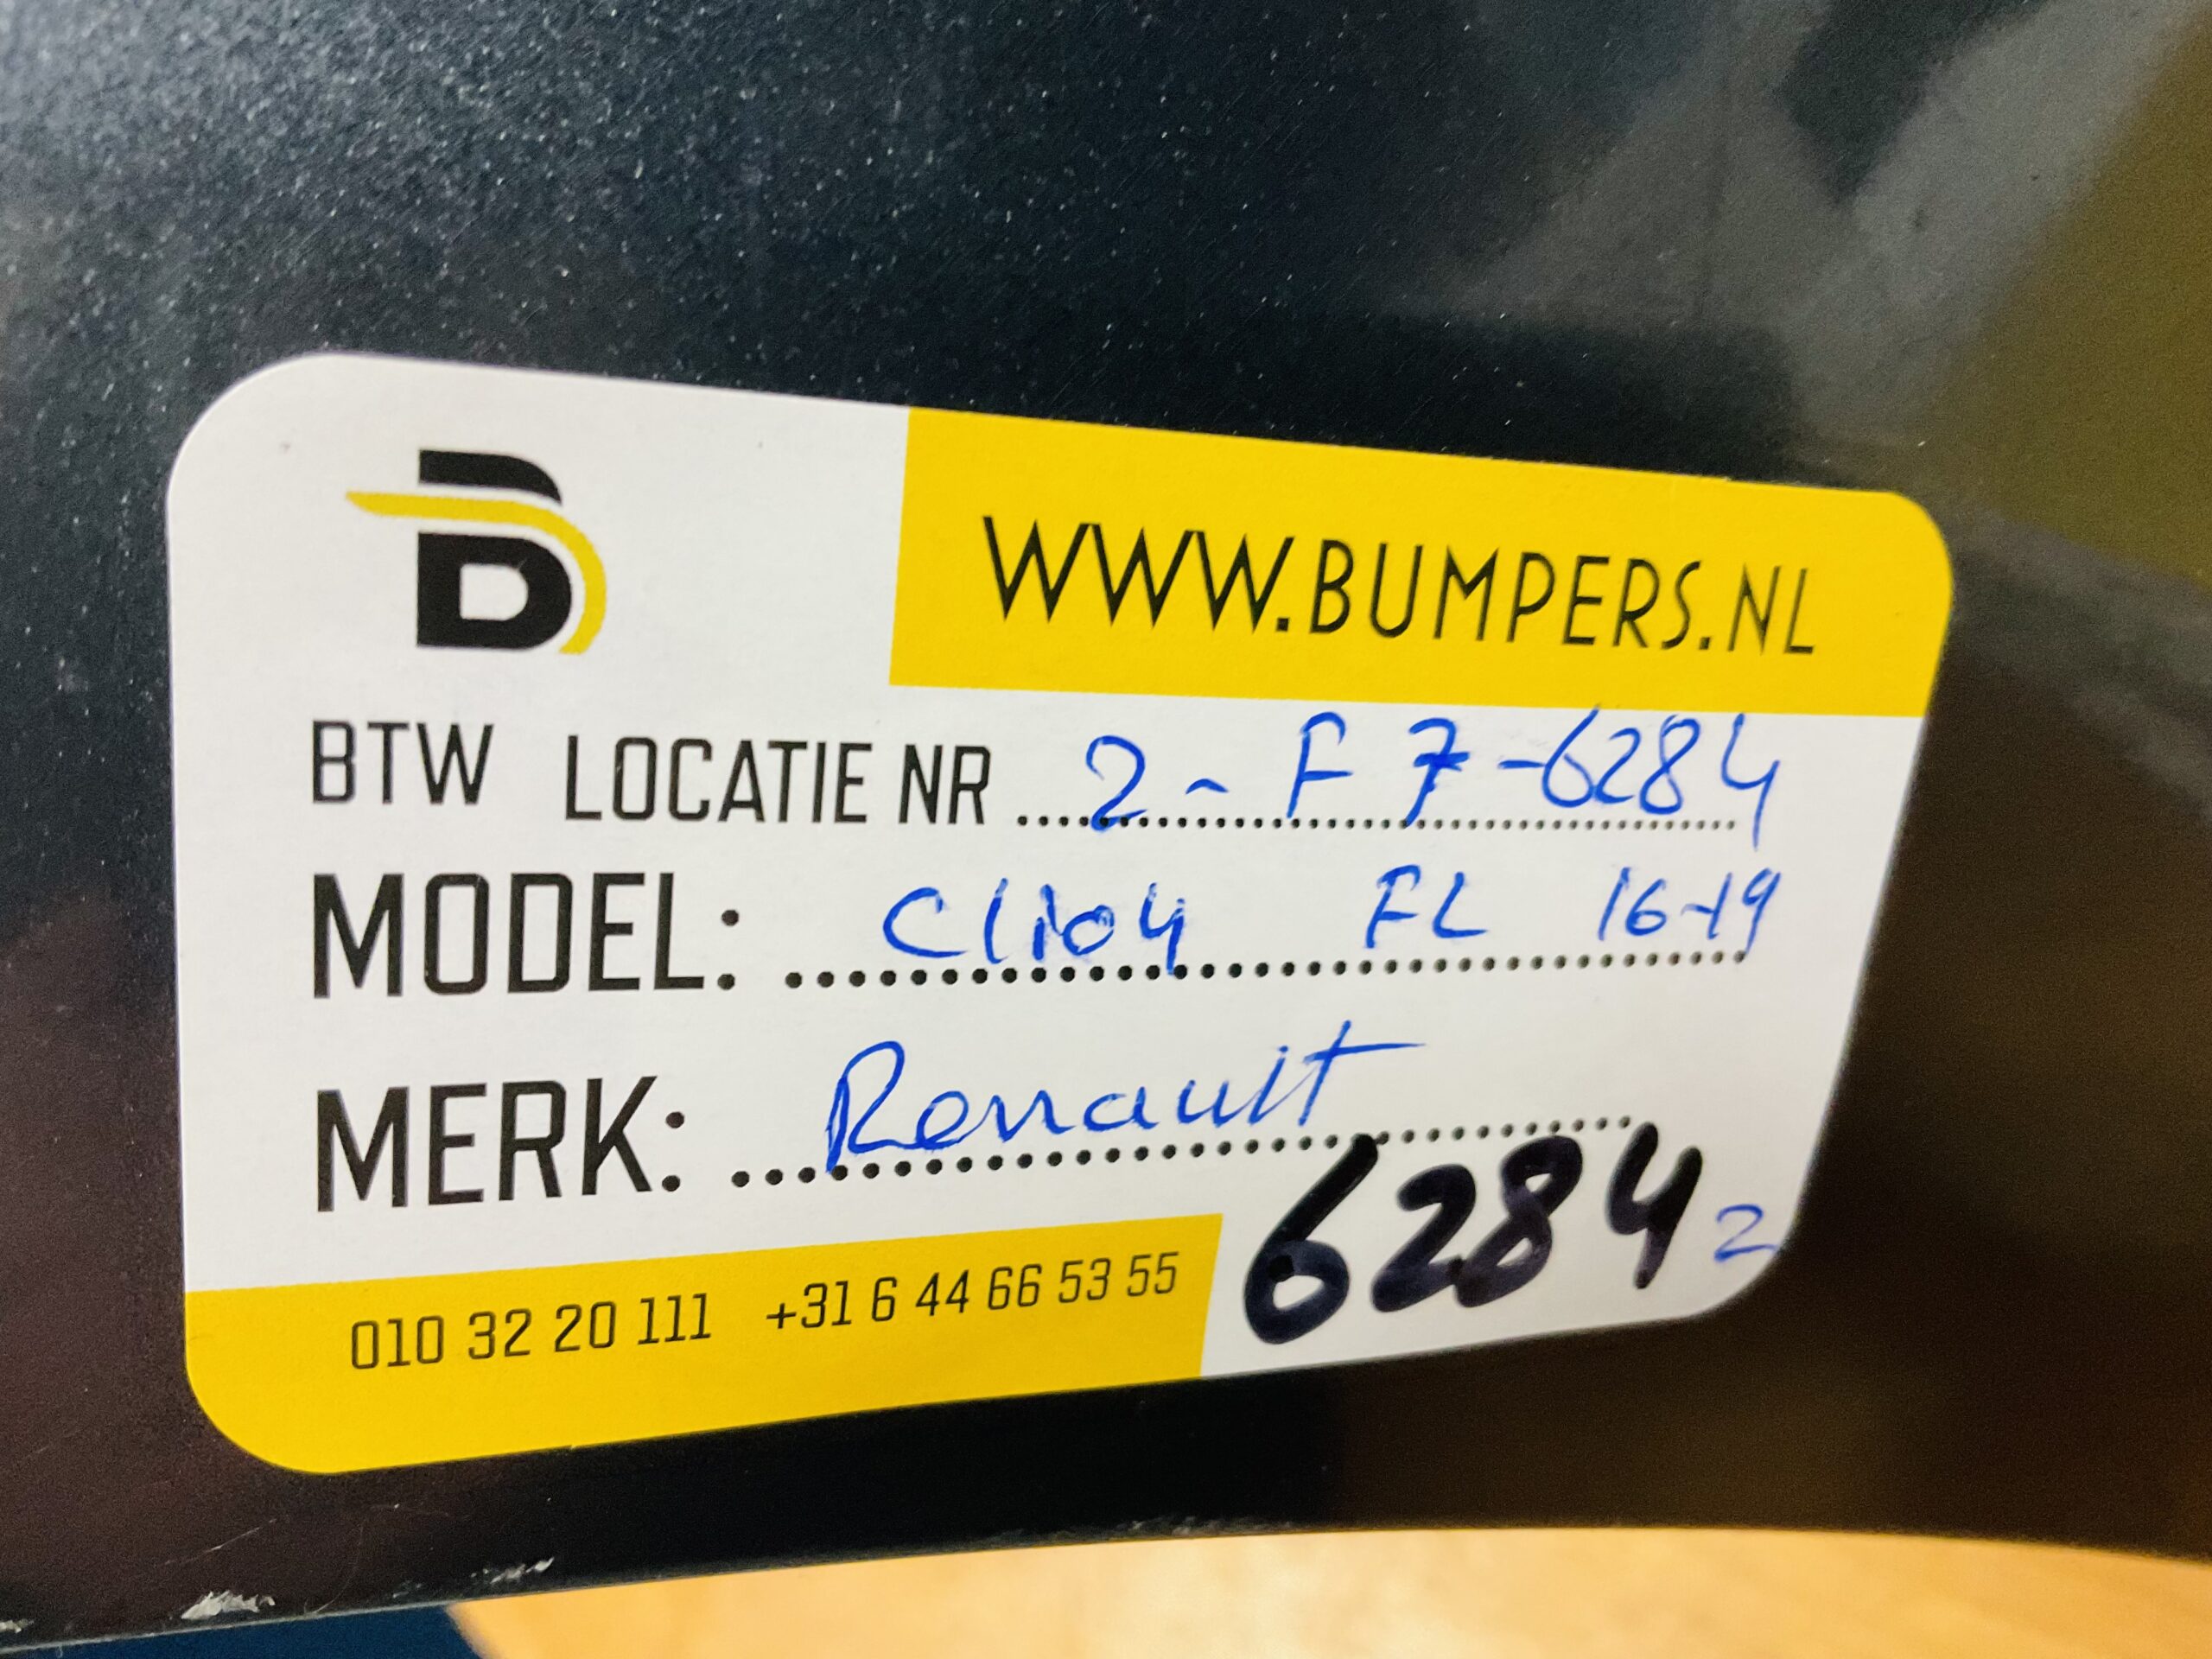 B
WWW.BUMPERS.NL
BTW LOCATIE NR 2-F7-6284
MODEL: Clio4 FL 16-19
MERK: Renault
6284 2
010 32 20 111 +31 6 44 66 53 55